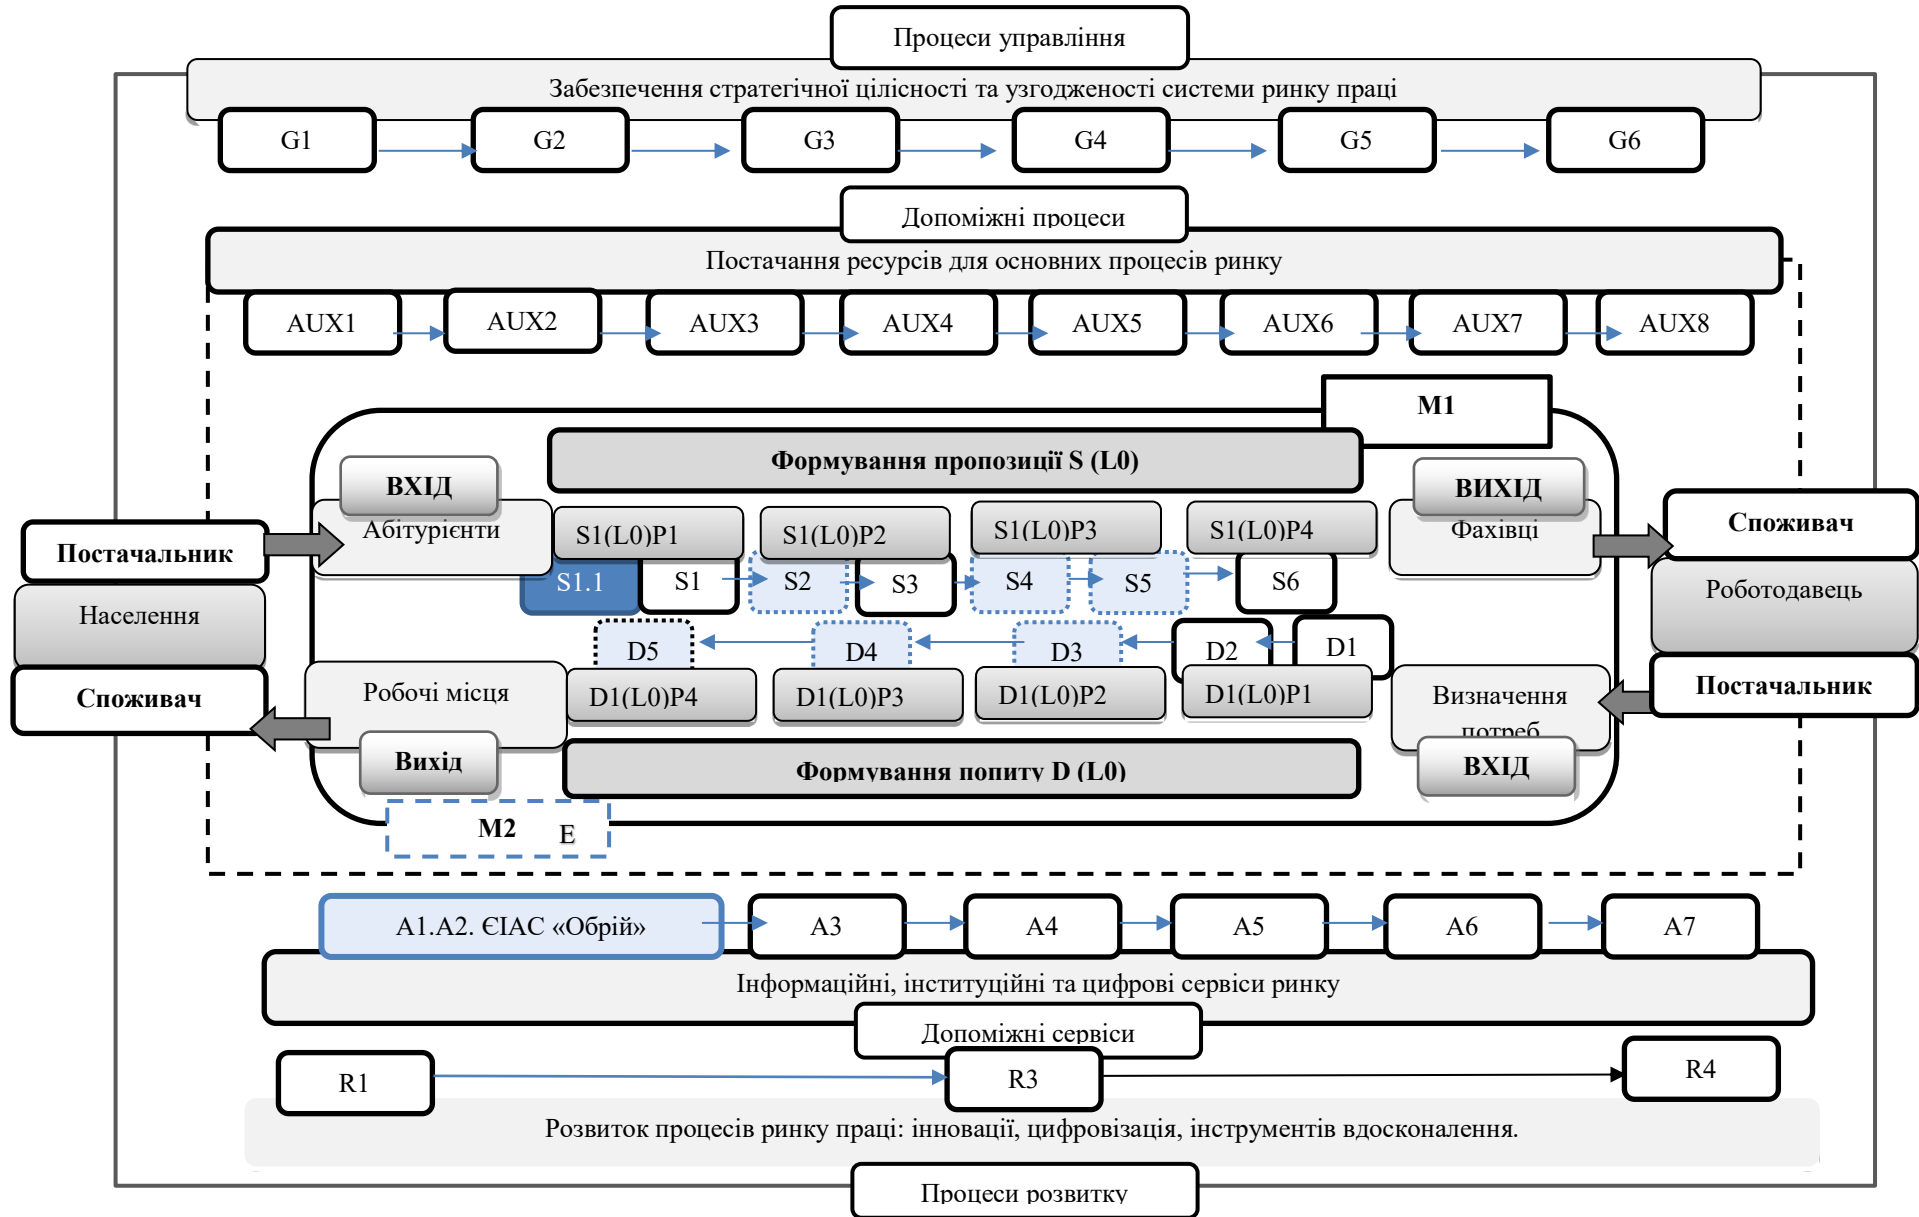 Процеси управління
Забезпечення стратегічної цілісності та узгодженості системи ринку праці
G1
G2
G3
G4
G5
G6
Допоміжні процеси
Постачання ресурсів для основних процесів ринку
AUX1
AUX2
AUX3
AUX4
AUX5
AUX6
AUX7
AUX8
M1
Формування пропозиції S (L0)
ВХІД
ВИХІД
Абітурієнти
Фахівці
Постачальник
Споживач
S1(L0)P1
S1(L0)P2
S1(L0)P3
S1(L0)P4
S1.1
S1
S2
S3
S4
S5
S6
Населення
Роботодавець
D5
D4
D3
D2
D1
Споживач
Постачальник
Робочі місця
D1(L0)P4
D1(L0)P3
D1(L0)P2
D1(L0)P1
Визначення
потреб
Вихід
ВХІД
Формування попиту D (L0)
M2
E
A1.A2. ЄІАС «Обрій»
A3
A4
A5
A6
A7
Інформаційні, інституційні та цифрові сервіси ринку
Допоміжні сервіси
R1
R3
R4
Розвиток процесів ринку праці: інновації, цифровізація, інструментів вдосконалення.
Процеси розвитку